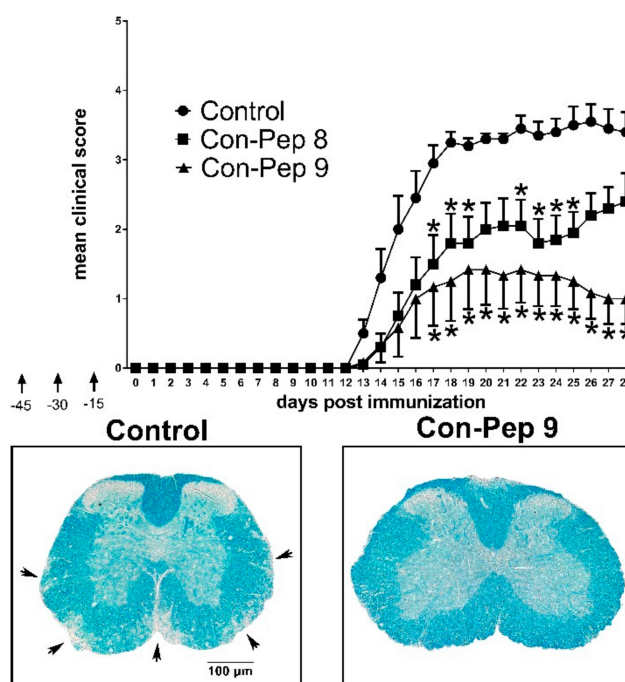 mean clinical score
5
4
3
2
1
0
Control
Con-Pep 8
Con-Pep 9
* * * * * * *
* * * * * * * * * * *
-45 -30 -15
0 1 2 3 4 5 6 7 8 9 10 11 12 13 14 15 16 17 18 19 20 21 22 23 24 25 26 27 2
days post immunization
Control
Con-Pep 9
100 µm